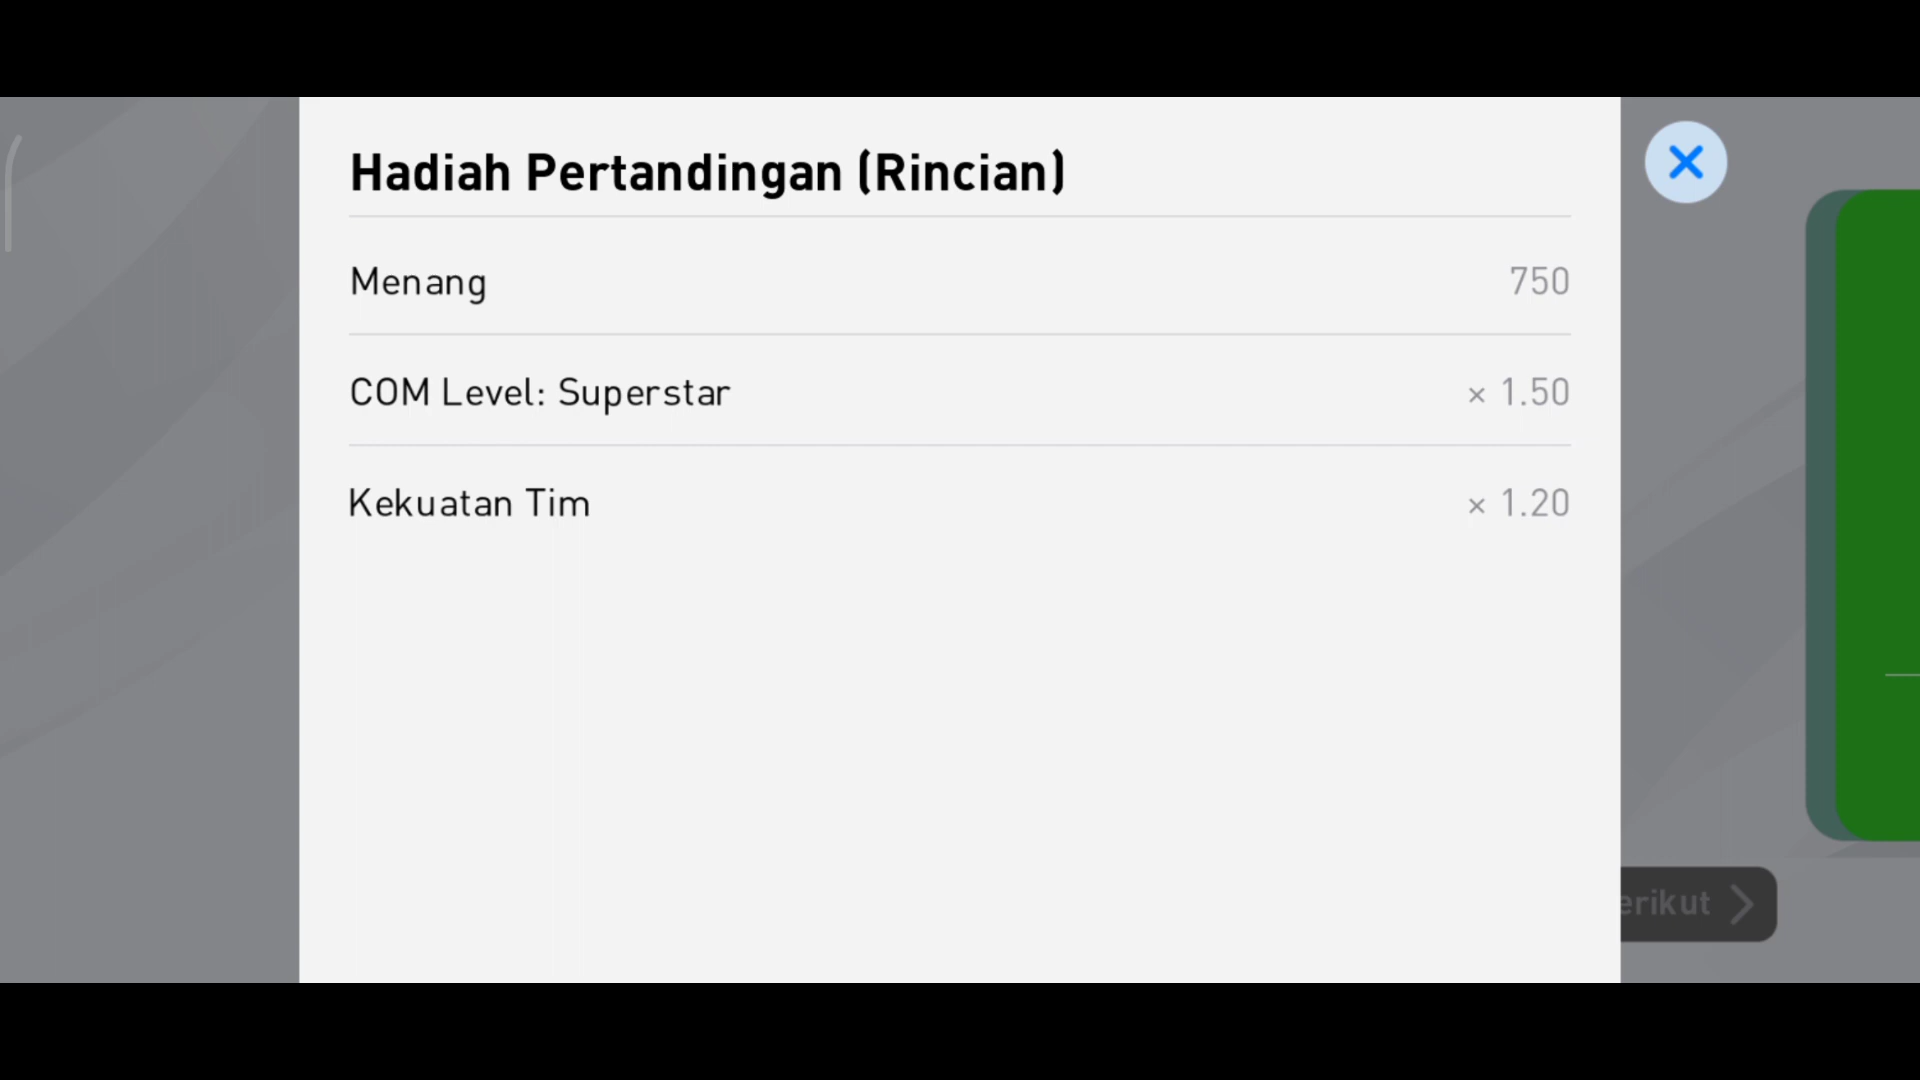 Hadiah Pertandingan (Rincian)
Menang 750
COM Level: Superstar × 1.50
Kekuatan Tim × 1.20
erikut